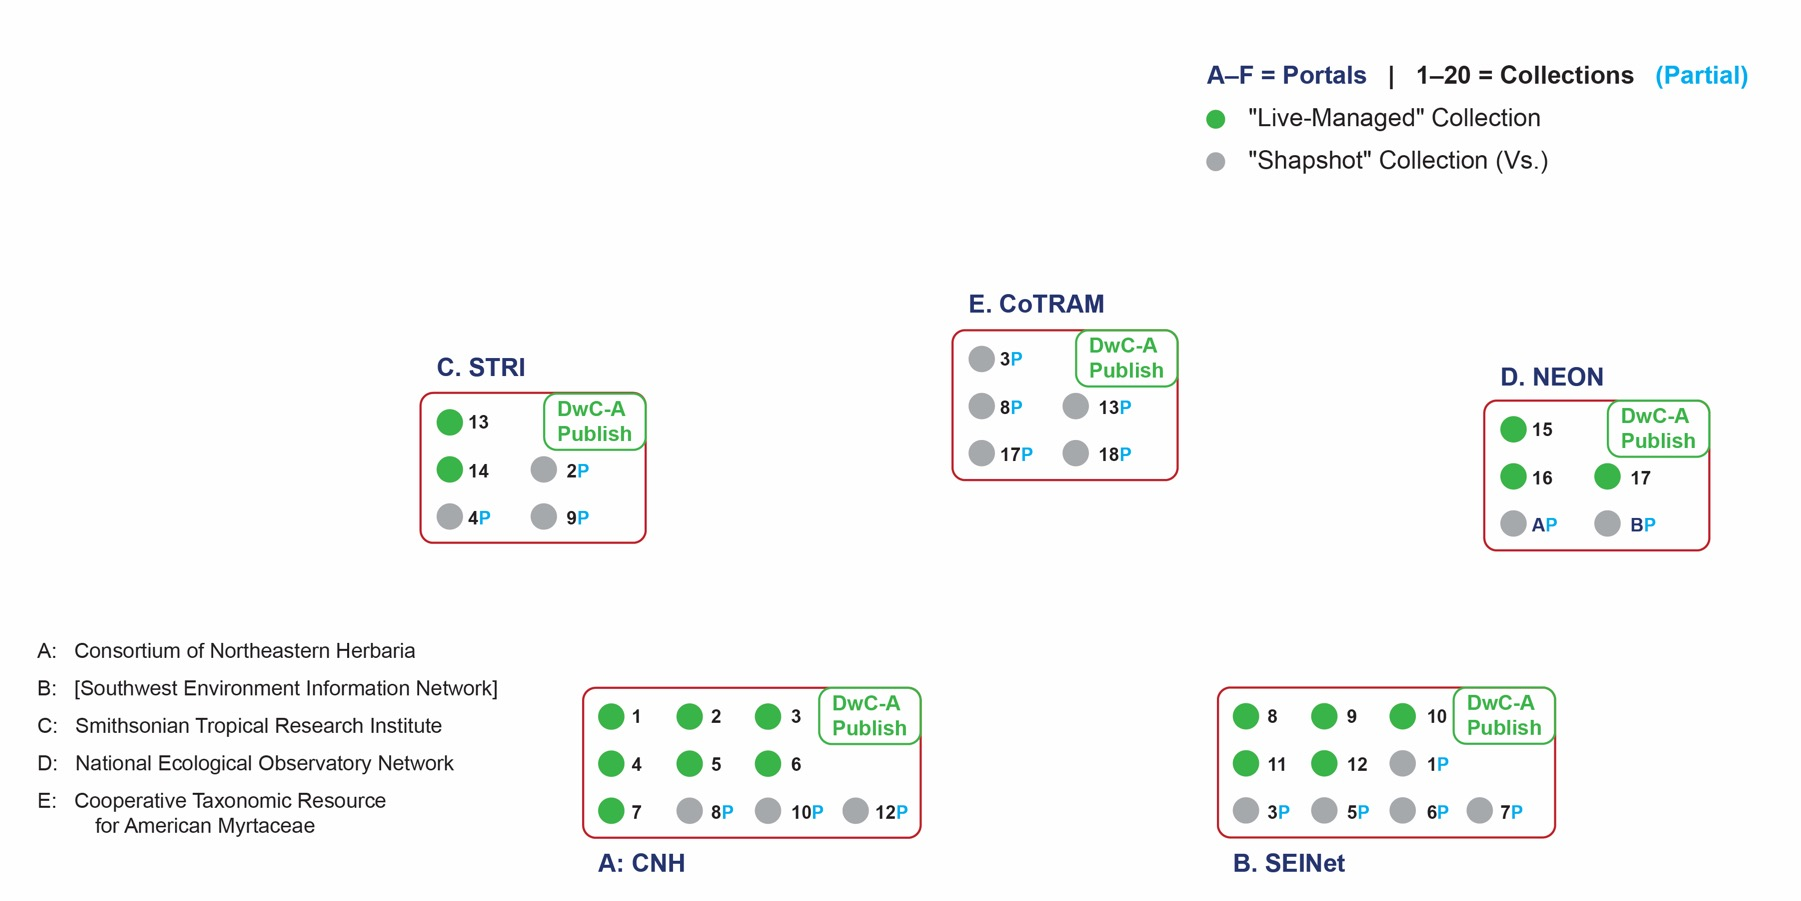 A–F = Portals | 1–20 = Collections (Partial)
"Live-Managed" Collection
"Shapshot" Collection (Vs.)
E. CoTRAM
DwC-A
Publish
3P
8P 13P
17P 18P
C. STRI
DwC-A
Publish
13
14 2P
4P 9P
D. NEON
DwC-A
Publish
15
16 17
AP BP
A: Consortium of Northeastern Herbaria
B: [Southwest Environment Information Network]
C: Smithsonian Tropical Research Institute
D: National Ecological Observatory Network
E: Cooperative Taxonomic Resource
for American Myrtaceae
DwC-A
Publish
1 2 3
4 5 6
7 8P 10P 12P
A: CNH
DwC-A
Publish
8 9 10
11 12 1P
3P 5P 6P 7P
B. SEINet